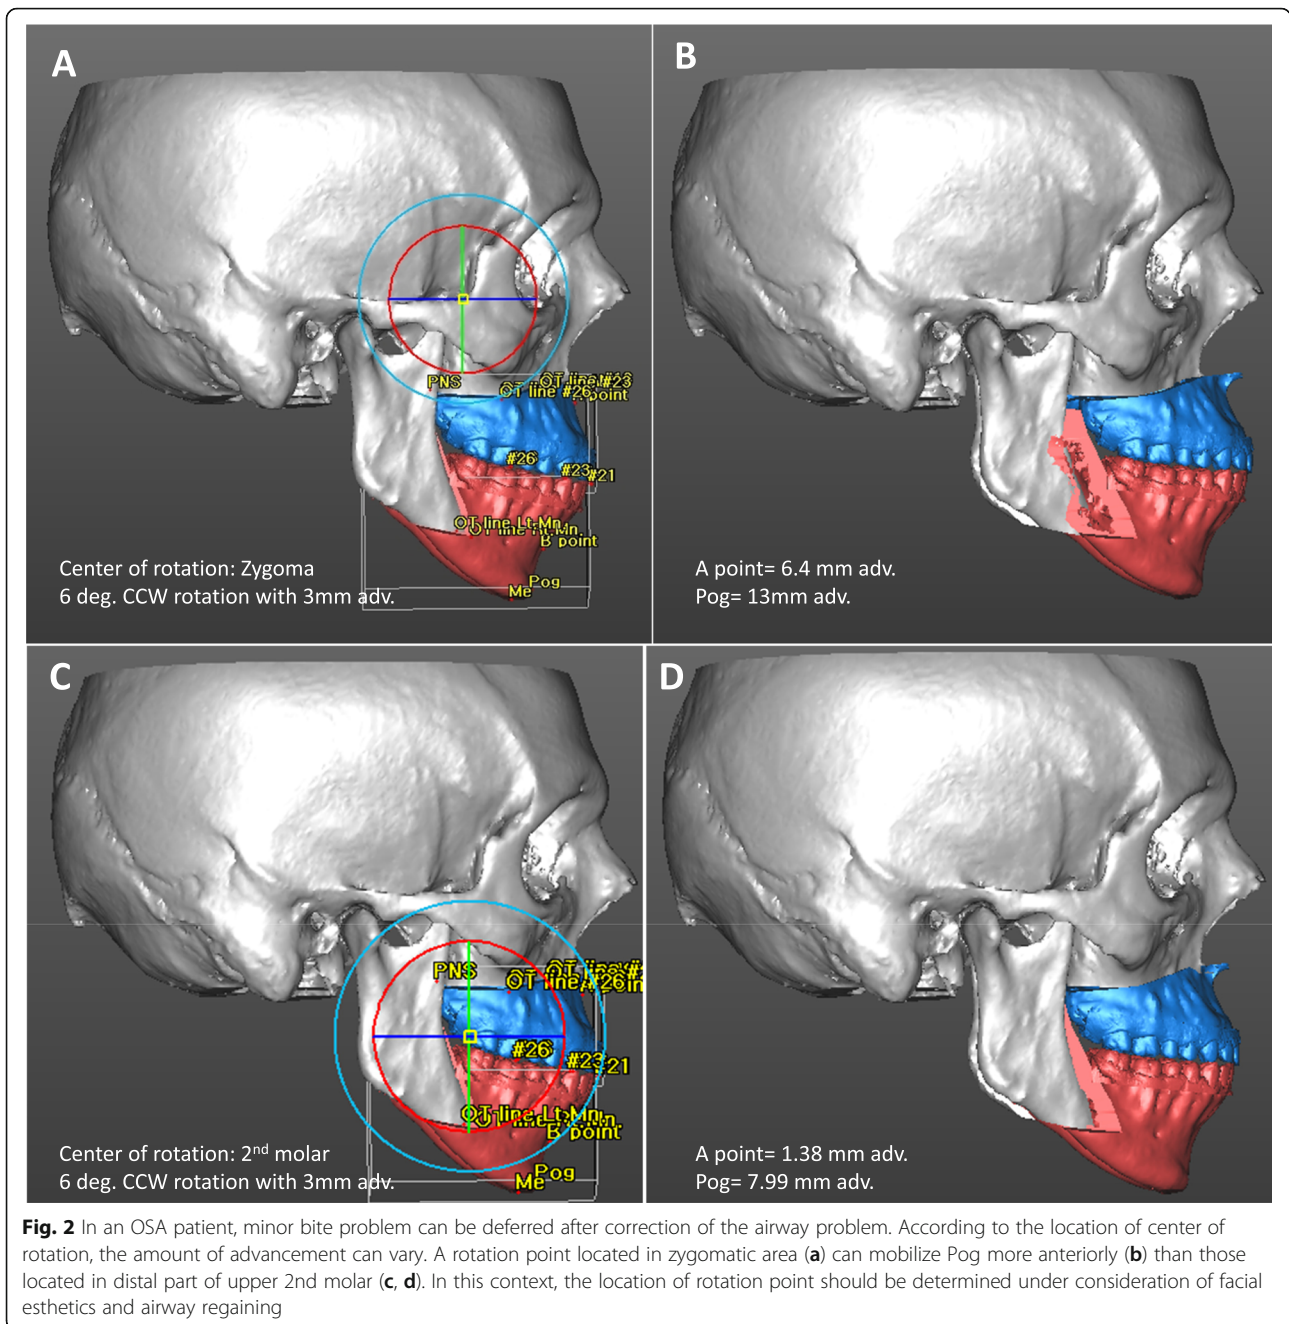 A
B
PNS
OT line #26
#23
A point
#26
#23
#21
OT line Lt Mn.
B point
Pog
Me
Center of rotation: Zygoma
6 deg. CCW rotation with 3mm adv.
A point= 6.4 mm adv.
Pog= 13mm adv.
C
D
PNS
OT line #26
#26
#23
21
OT line Lt Mn.
B point
Pog
Me
Center of rotation: 2nd molar
6 deg. CCW rotation with 3mm adv.
A point= 1.38 mm adv.
Pog= 7.99 mm adv.
Fig. 2 In an OSA patient, minor bite problem can be deferred after correction of the airway problem. According to the location of center of
rotation, the amount of advancement can vary. A rotation point located in zygomatic area (a) can mobilize Pog more anteriorly (b) than those
located in distal part of upper 2nd molar (c, d). In this context, the location of rotation point should be determined under consideration of facial
esthetics and airway regaining